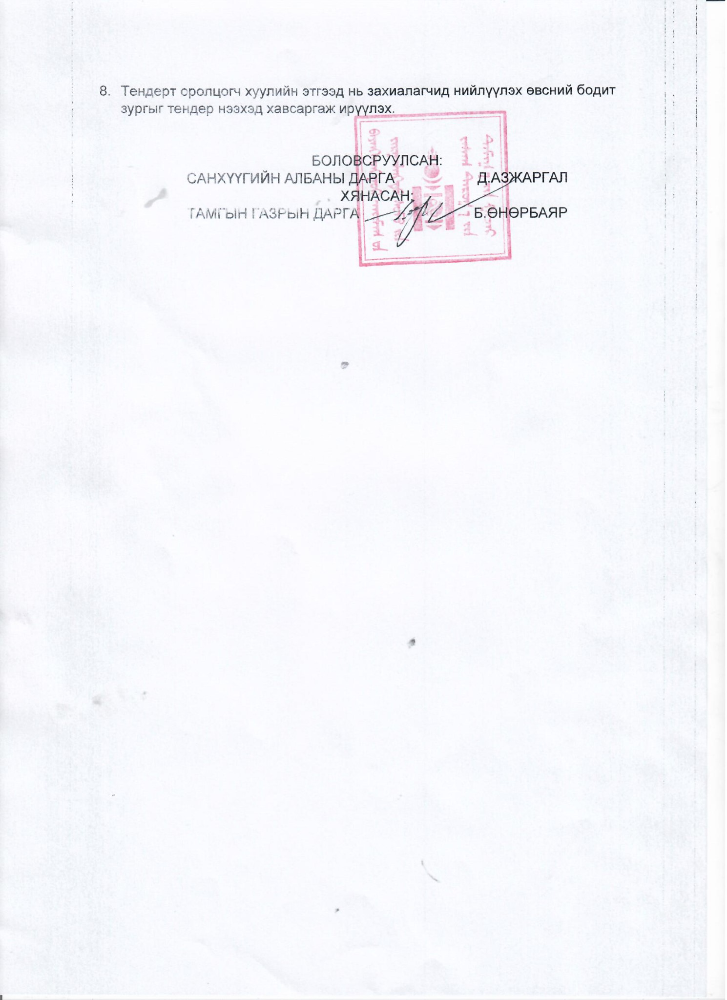 8. Тендерт оролцогч хуулийн этгээд нь захиалагчид нийлүүлэх өвсний бодит
зургыг тендер нээхэд хавсаргаж ирүүлэх.
БОЛОВСРУУЛСАН:
САНХҮҮГИЙН АЛБАНЫ ДАРГА Д.АЗЖАРГАЛ
ХЯНАСАН:
ТАМГЫН ГАЗРЫН ДАРГА Б.ӨНӨРБАЯР